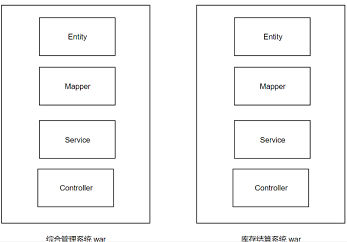 Entity
Mapper
Service
Controller
综合管理系统 war
Entity
Mapper
Service
Controller
库存结算系统 war